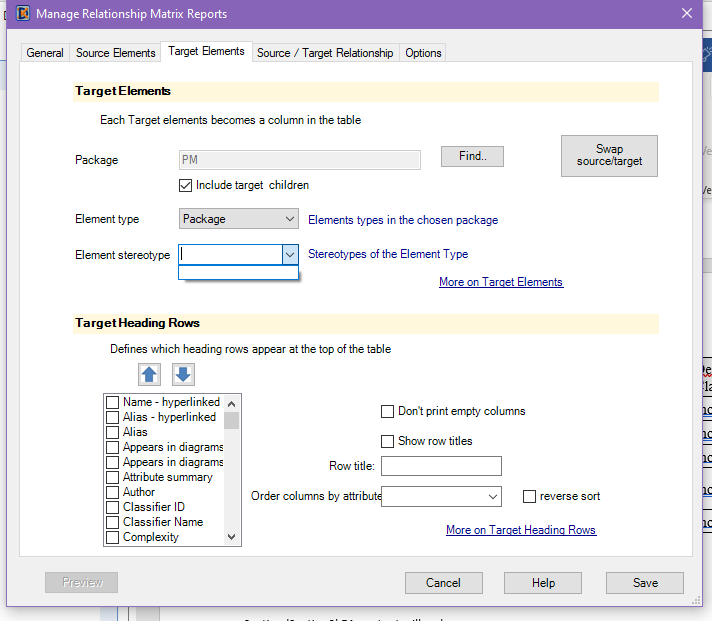 Manage Relationship Matrix Reports
General Source Elements Target Elements Source / Target Relationship Options
Target Elements
Each Target elements becomes a column in the table
Package PM Find.. Swap source/target
Include target children
Element type Package Elements types in the chosen package
Element stereotype Stereotypes of the Element Type
More on Target Elements
Target Heading Rows
Defines which heading rows appear at the top of the table
Name - hyperlinked
Alias - hyperlinked
Alias
Appears in diagrams
Appears in diagrams
Attribute summary
Author
Classifier ID
Classifier Name
Complexity
Don't print empty columns
Show row titles
Row title:
Order columns by attribute reverse sort
More on Target Heading Rows
Preview Cancel Help Save